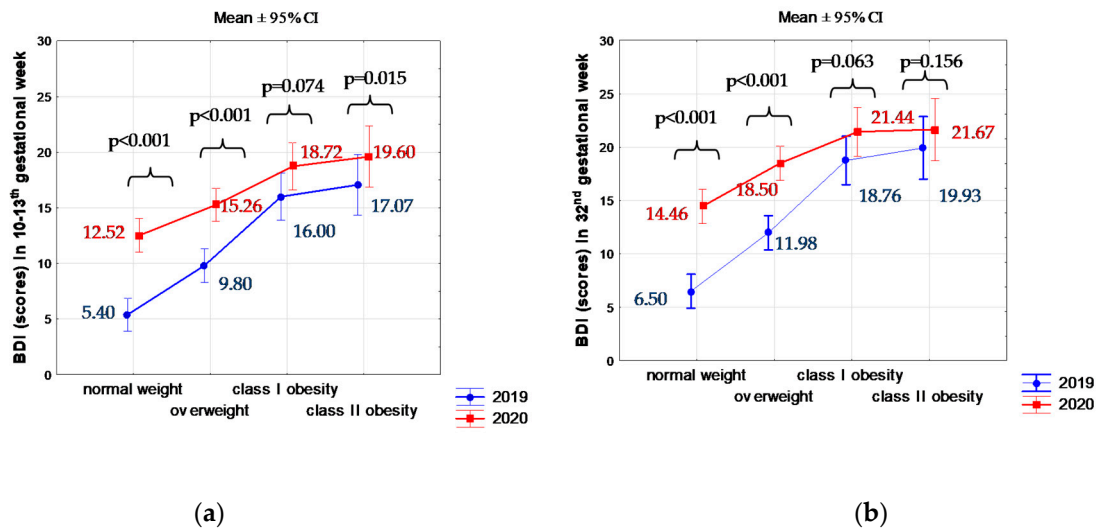 Mean ± 95% CI
BDI (scores) In 10-13th gestational week
30
25
20
15
10
5
0
p<0.001
p<0.001
p=0.074
p=0.015
12.52
15.26
18.72
19.60
5.40
9.80
16.00
17.07
normal weight
overweight
class I obesity
class II obesity
2019
2020
(a)
Mean ± 95% CI
BDI (scores) In 32nd gestational week
30
25
20
15
10
5
0
p<0.001
p<0.001
p=0.063
p=0.156
14.46
18.50
21.44
21.67
6.50
11.98
18.76
19.93
normal weight
overweight
class I obesity
class II obesity
2019
2020
(b)